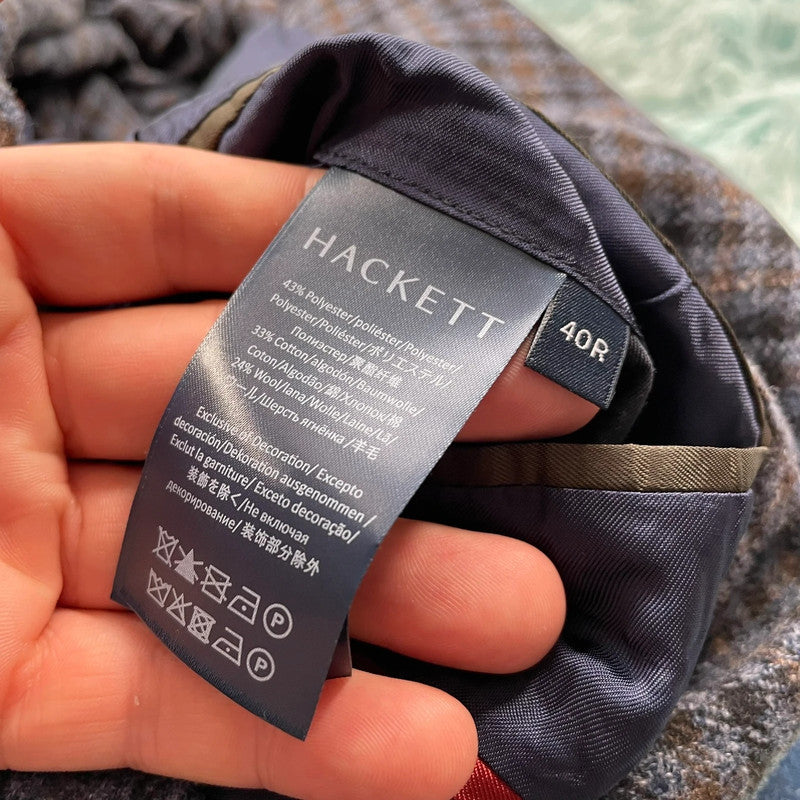 HACKETT
43% Polyester/poliéster/Polyester/
Polyester/Poliéster/ポリエステル/
Полиэстер/聚酯纤维
33% Cotton/algodón/Baumwolle/
Coton/Algodão/綿/Хлопок/棉
24% Wool/lana/Wolle/Laine/Lã/
ウール/Шерсть ягнёнка/羊毛
Exclusive of Decoration/ Excepto
decoración/Dekoration ausgenommen/
Exclut la garniture/ Exceto decoração/
装飾を除く/Не включая
декорирование/ 装饰部分除外
P
P
40R